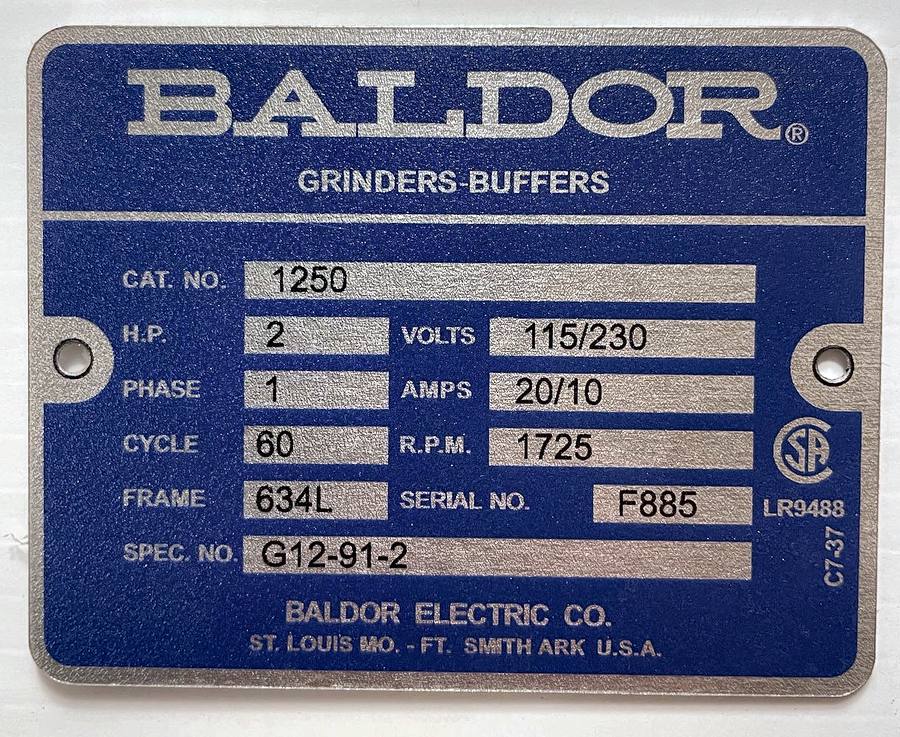 BALDOR®
GRINDERS-BUFFERS
CAT. NO. 1250
H.P. 2 VOLTS 115/230
PHASE 1 AMPS 20/10
CYCLE 60 R.P.M. 1725
FRAME 634L SERIAL NO. F885
SPEC. NO. G12-91-2
SA
LR9488
C7-37
BALDOR ELECTRIC CO.
ST. LOUIS MO. - FT. SMITH ARK U.S.A.